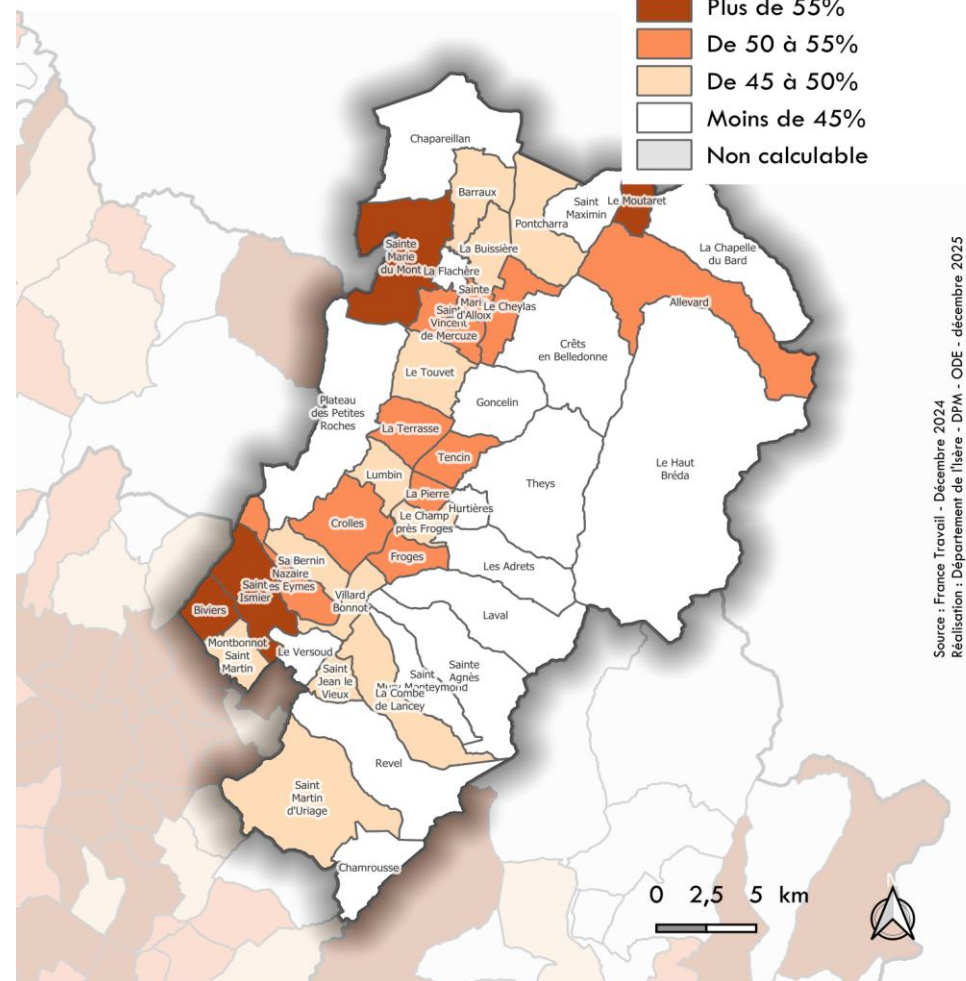 Plus de 55%
De 50 à 55%
De 45 à 50%
Moins de 45%
Non calculable
Chapareillan
Barraux
Pontcharra
Saint
Maximin
Le Moutaret
La Chapelle
du Bard
Sainte
Marie
du Mont
La Flachère
La Buissière
Allevard
Sainte
Mari
d'Alloix
Le Cheylas
Saint
Vincent
de Mercuze
Crêts
en Belledonne
Le Touvet
Goncelin
Plateau
des Petites
Roches
La Terrasse
Tencin
Le Haut
Bréda
Theys
Lumbin
La Pierre
Hurtières
Le Champ
près Froges
Crolles
Froges
Les Adrets
Sa
Bernin
Nazaire
es Eymes
Saint
Ismier
Villard
Bonnot
Biviers
Laval
Montbonnot
Saint
Martin
Le Versoud
Saint
Jean le
Vieux
Saint
Monteymond
Sainte
Agnès
La Combe
de Lancey
Revel
Saint
Martin
d'Uriage
Chamrousse
0 2,5 5 km
N
Source : France Travail - Décembre 2024
Réalisation : Département de l'Isère - DPM - ODE - décembre 2025